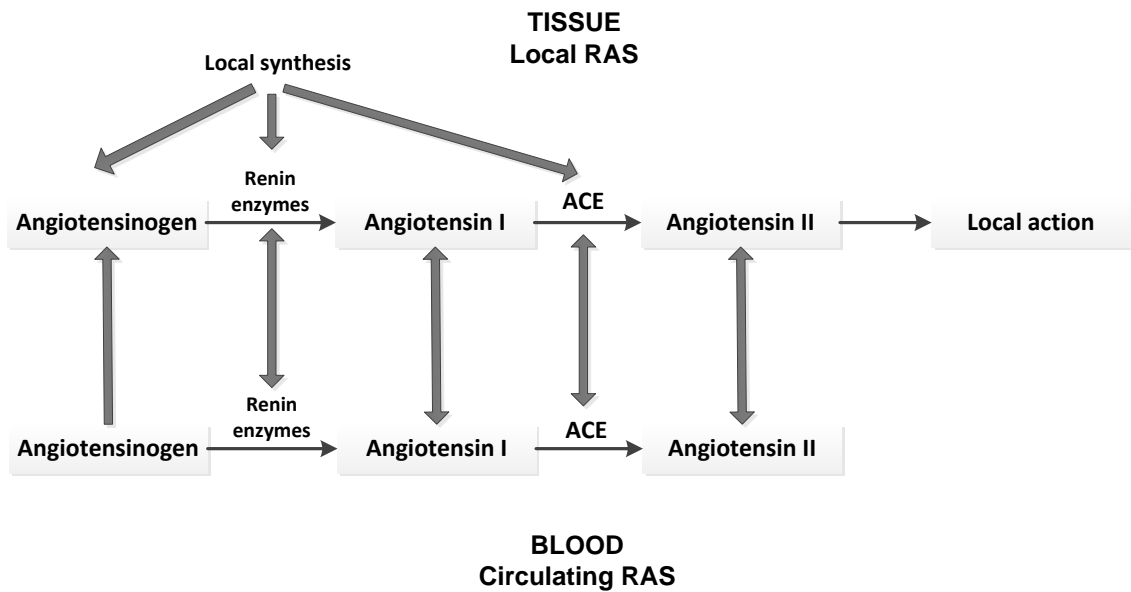 TISSUE
Local RAS
Local synthesis
Renin
enzymes
ACE
Angiotensinogen
Angiotensin I
Angiotensin II
Local action
Renin
enzymes
ACE
Angiotensinogen
Angiotensin I
Angiotensin II
BLOOD
Circulating RAS